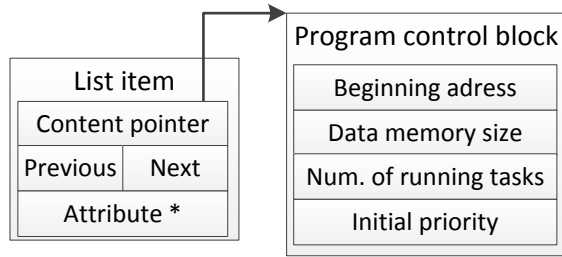 List item
Content pointer
Previous Next
Attribute *
Program control block
Beginning adress
Data memory size
Num. of running tasks
Initial priority